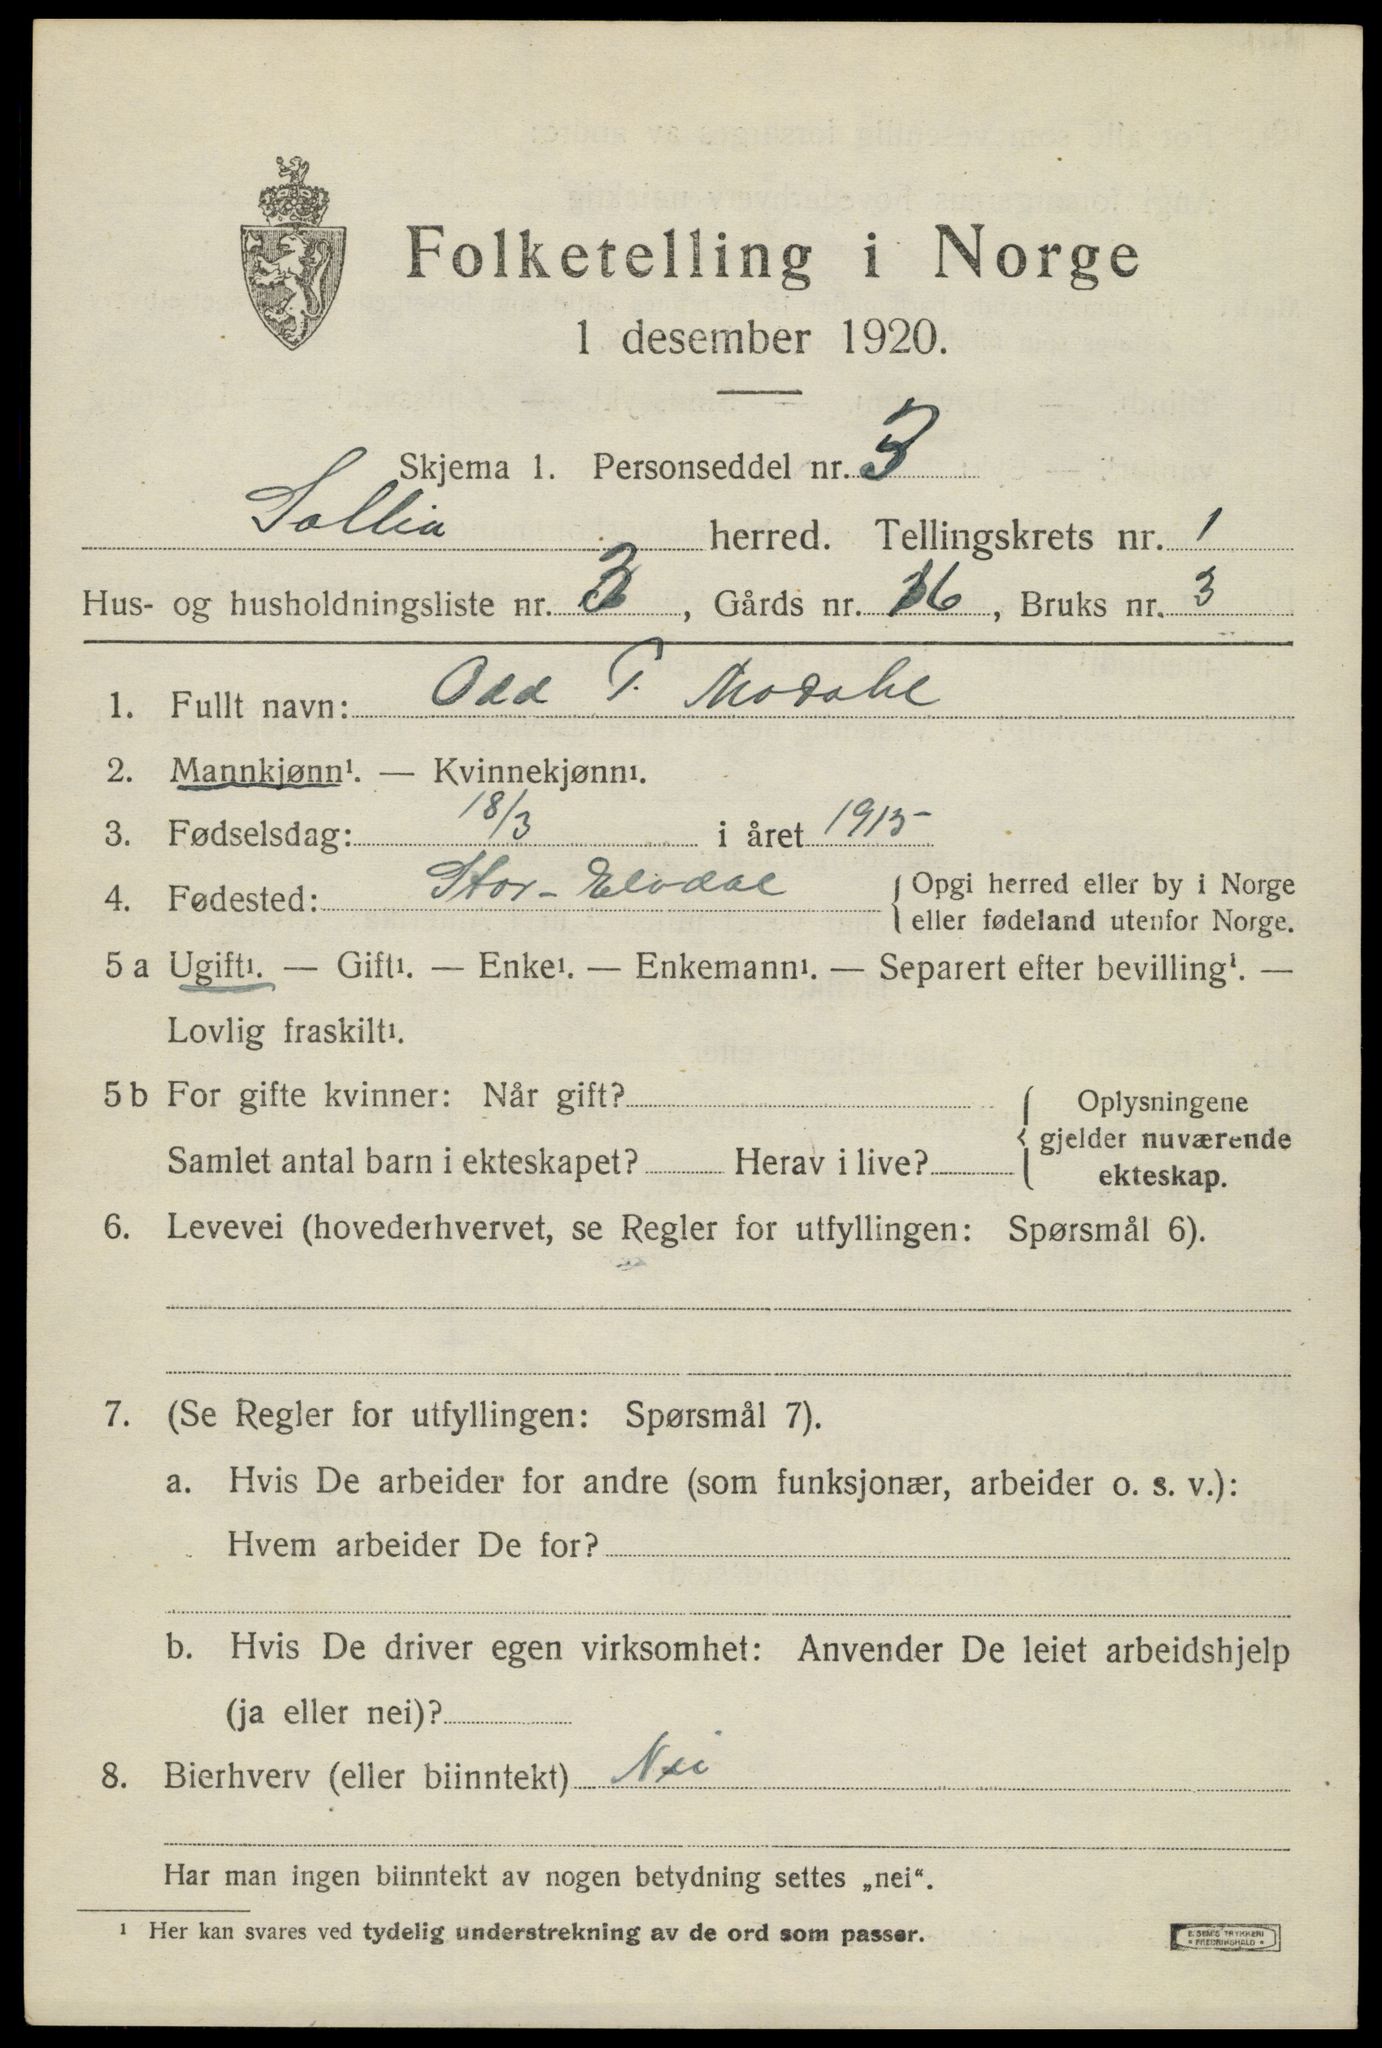 Folketelling i Norge
1 desember 1920.
Skjema 1. Personseddel nr. 3
Sollia herred. Tellingskrets nr. 1
Hus- og husholdningsliste nr. 3, Gårds nr. 16, Bruks nr. 3
1. Fullt navn: Odd T.
2. Mannkjønn¹. — Kvinnekjønn¹.
3. Fødselsdag: 18/3 i året 1915
4. Fødested: Stor-Elvdal { Opgi herred eller by i Norge
eller fødeland utenfor Norge.
5 a Ugift¹. — Gift¹. — Enke¹. — Enkemann¹. — Separert efter bevilling¹. —
Lovlig fraskilt¹.
5 b For gifte kvinner: Når gift? { Oplysningene
gjelder nuværende
Samlet antal barn i ekteskapet? Herav i live? ekteskap.
6. Levevei (hovederhvervet, se Regler for utfyllingen: Spørsmål 6).
7. (Se Regler for utfyllingen: Spørsmål 7).
a. Hvis De arbeider for andre (som funksjonær, arbeider o. s. v.):
Hvem arbeider De for?
b. Hvis De driver egen virksomhet: Anvender De leiet arbeidshjelp
(ja eller nei)?
8. Bierhverv (eller biinntekt) Nei
Har man ingen biinntekt av nogen betydning settes „nei“.
¹ Her kan svares ved tydelig understrekning av de ord som passer.
E. SEM'S TRYKKERI
* FREDRIKSHALD *